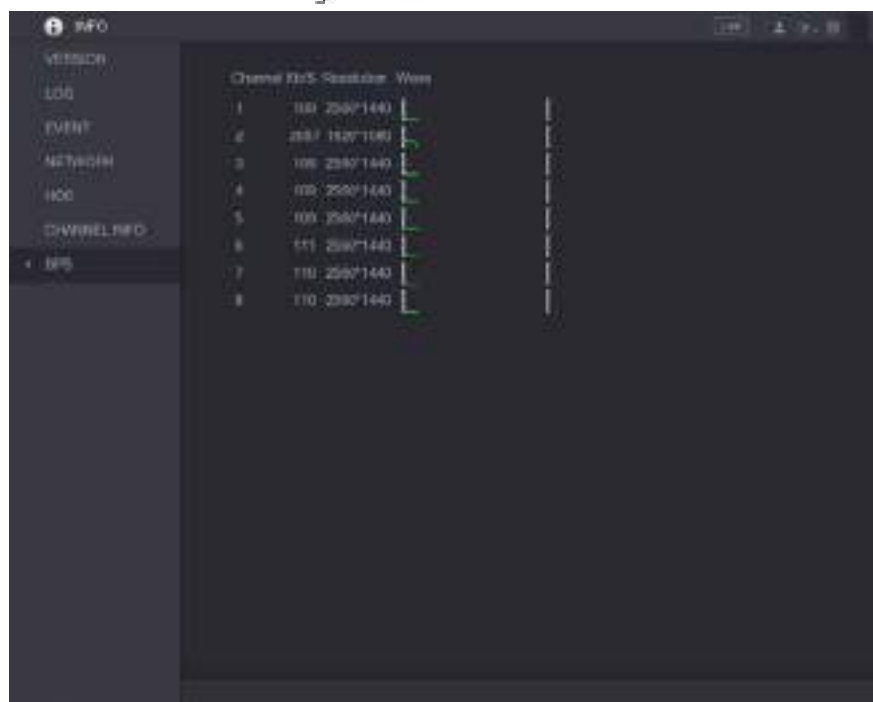 INFO
LIVE
VERSION
LOG
EVENT
NETWORK
HDD
CHANNEL INFO
BPS
Channel Kb/S Resolution Wave
1 2560*1440
2 1920*1080
3 2560*1440
4 2560*1440
5 2560*1440
6 111 2560*1440
7 110 2560*1440
8 110 2560*1440